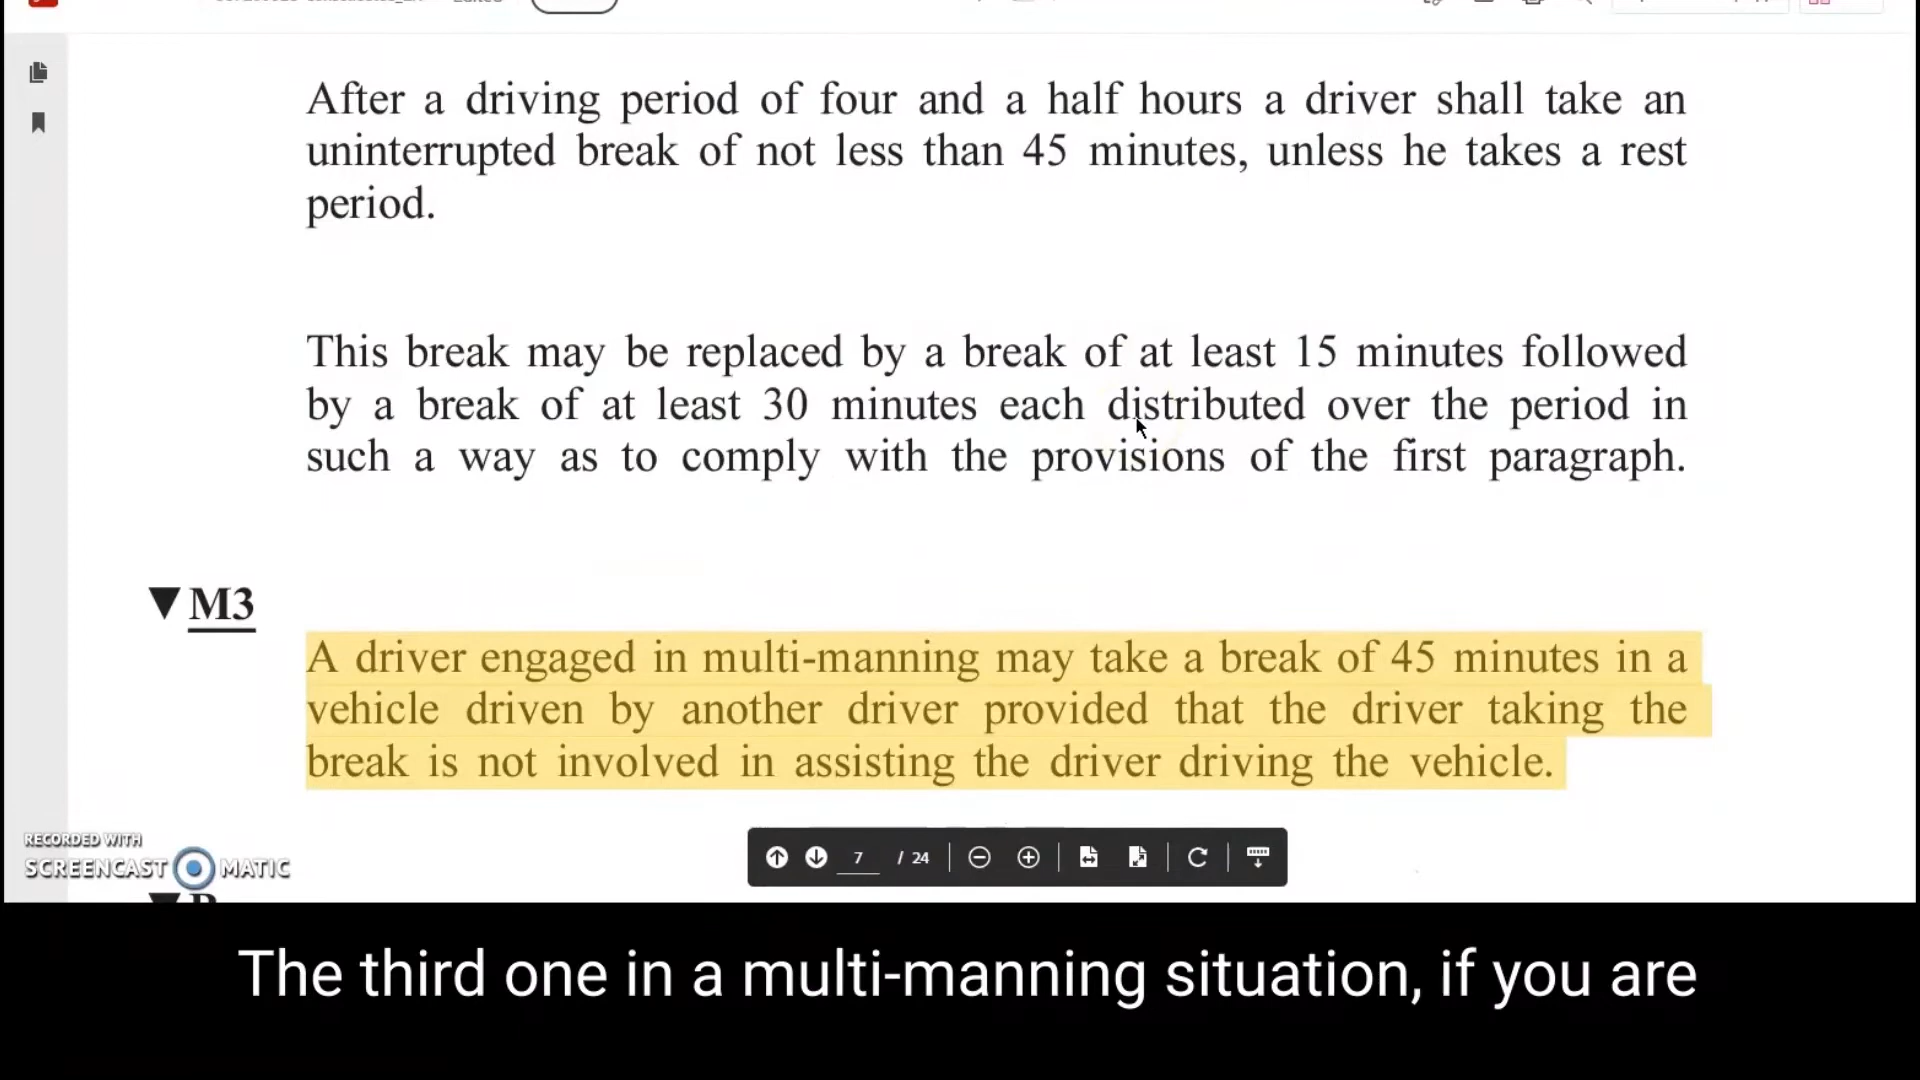 After a driving period of four and a half hours a driver shall take an
uninterrupted break of not less than 45 minutes, unless he takes a rest
period.
This break may be replaced by a break of at least 15 minutes followed
by a break of at least 30 minutes each distributed over the period in
such a way as to comply with the provisions of the first paragraph.
▼M3
A driver engaged in multi-manning may take a break of 45 minutes in a
vehicle driven by another driver provided that the driver taking the
break is not involved in assisting the driver driving the vehicle.
RECORDED WITH
SCREENCAST MATIC
7 / 24
The third one in a multi-manning situation, if you are